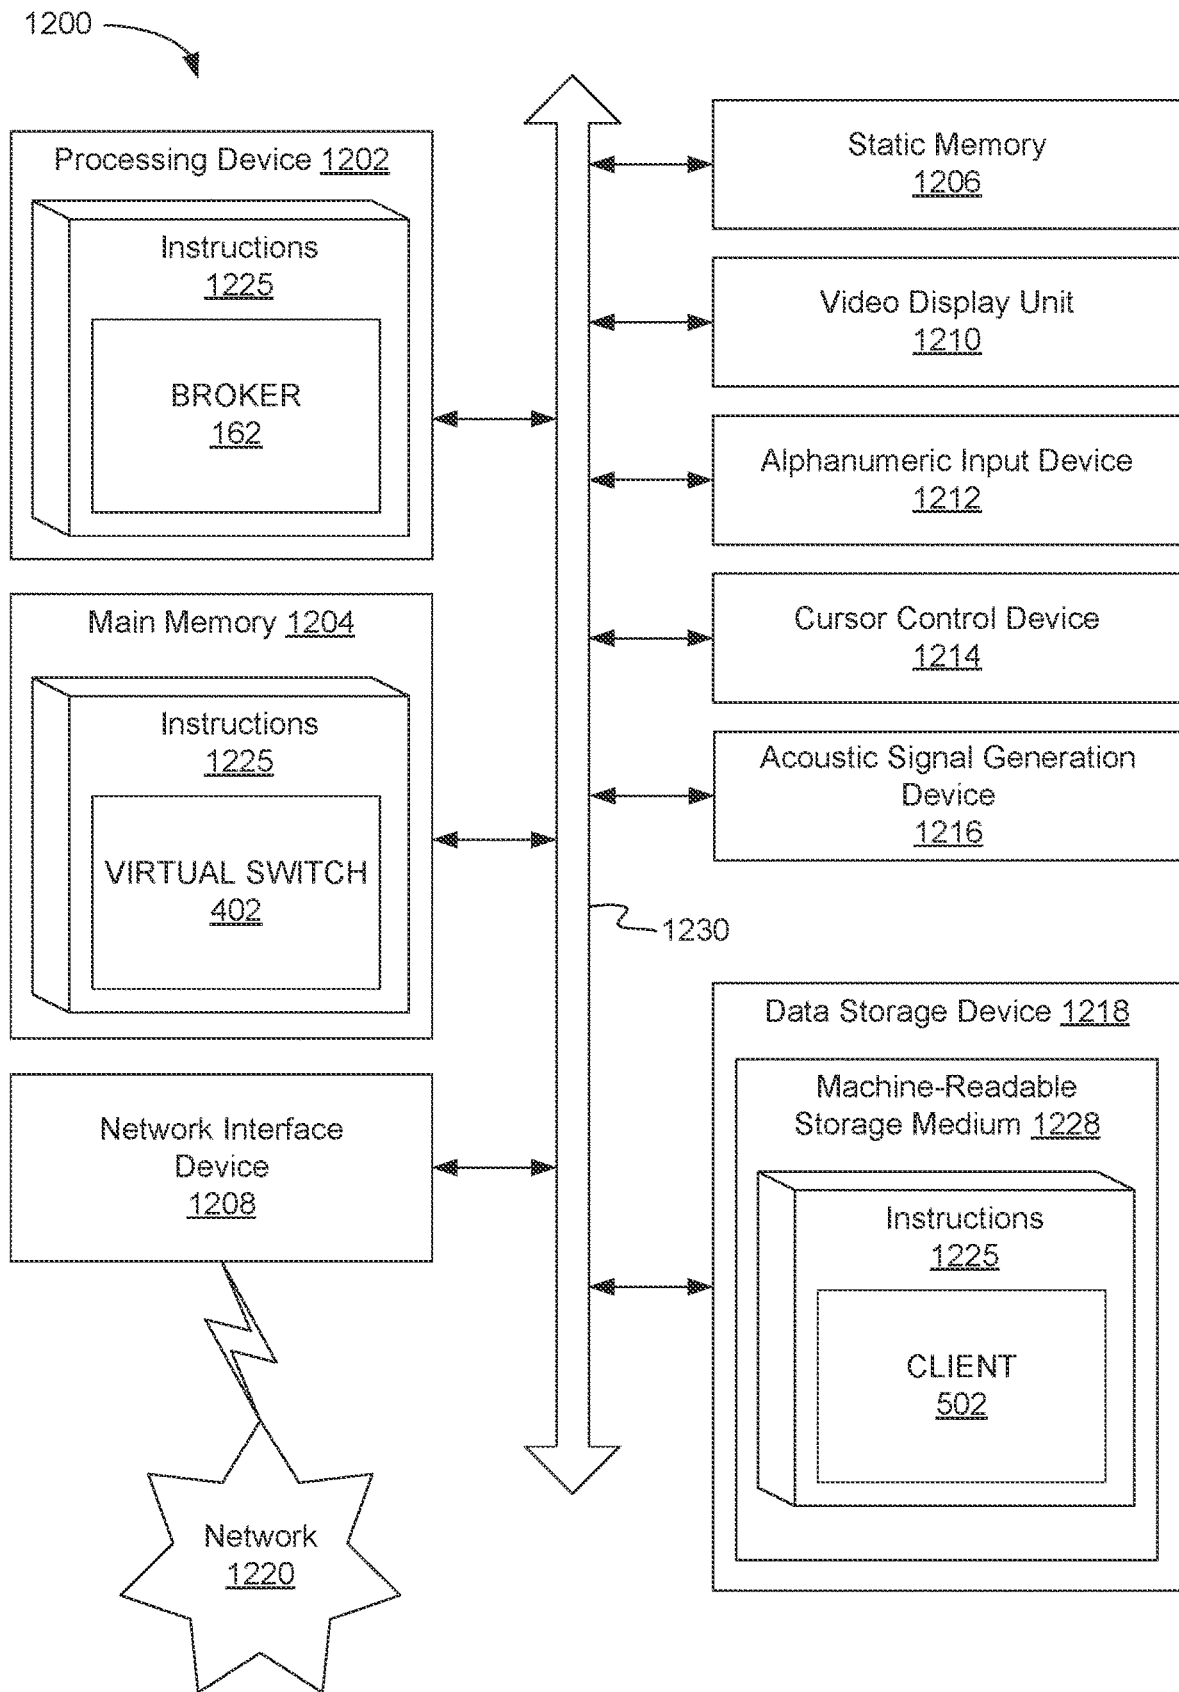 1200
Processing Device 1202
Instructions
1225
BROKER
162
Main Memory 1204
Instructions
1225
VIRTUAL SWITCH
402
Network Interface
Device
1208
Network
1220
1230
Static Memory
1206
Video Display Unit
1210
Alphanumeric Input Device
1212
Cursor Control Device
1214
Acoustic Signal Generation
Device
1216
Data Storage Device 1218
Machine-Readable
Storage Medium 1228
Instructions
1225
CLIENT
502